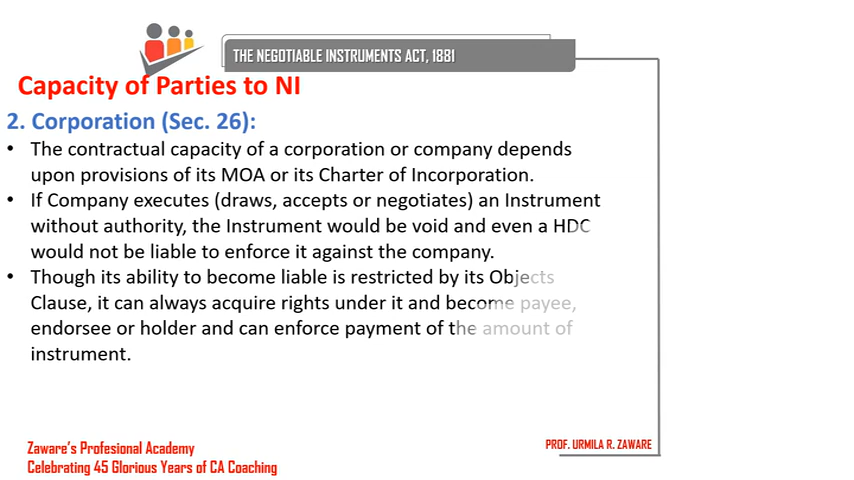 THE NEGOTIABLE INSTRUMENTS ACT, 1881
Capacity of Parties to NI
2. Corporation (Sec. 26):
• The contractual capacity of a corporation or company depends
upon provisions of its MOA or its Charter of Incorporation.
• If Company executes (draws, accepts or negotiates) an Instrument
without authority, the Instrument would be void and even a HDC
would not be liable to enforce it against the company.
• Though its ability to become liable is restricted by its Objects
Clause, it can always acquire rights under it and become payee,
endorsee or holder and can enforce payment of the amount of
instrument.
Zaware's Profesional Academy
Celebrating 45 Glorious Years of CA Coaching
PROF. URMILA R. ZAWARE